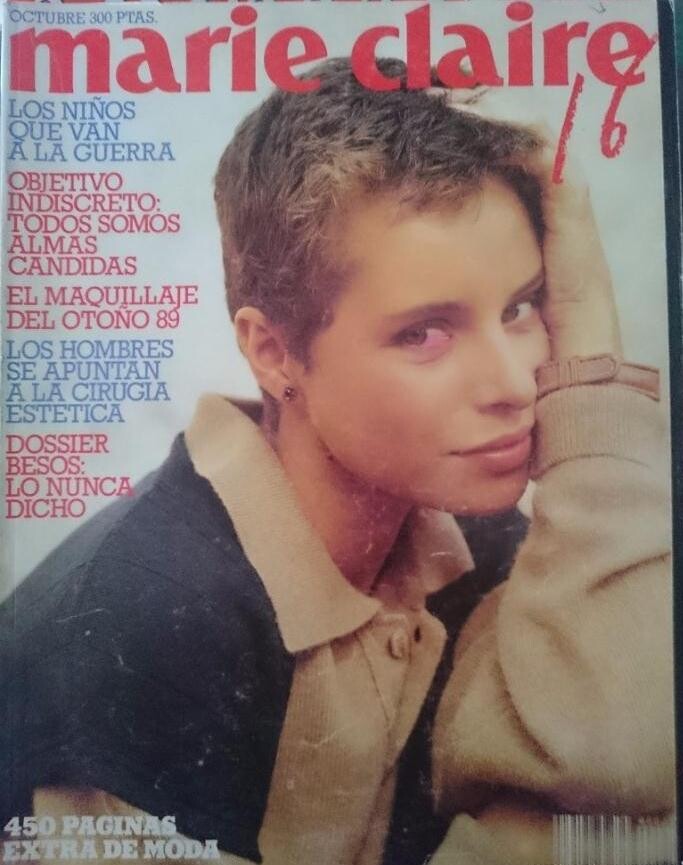 OCTUBRE 300 PTAS.
marie claire
16
LOS NIÑOS
QUE VAN
A LA GUERRA
OBJETIVO
INDISCRETO:
TODOS SOMOS
ALMAS
CANDIDAS
EL MAQUILLAJE
DEL OTOÑO 89
LOS HOMBRES
SE APUNTAN
A LA CIRUGIA
ESTETICA
DOSSIER
BESOS:
LO NUNCA
DICHO
450 PAGINAS
EXTRA DE MODA